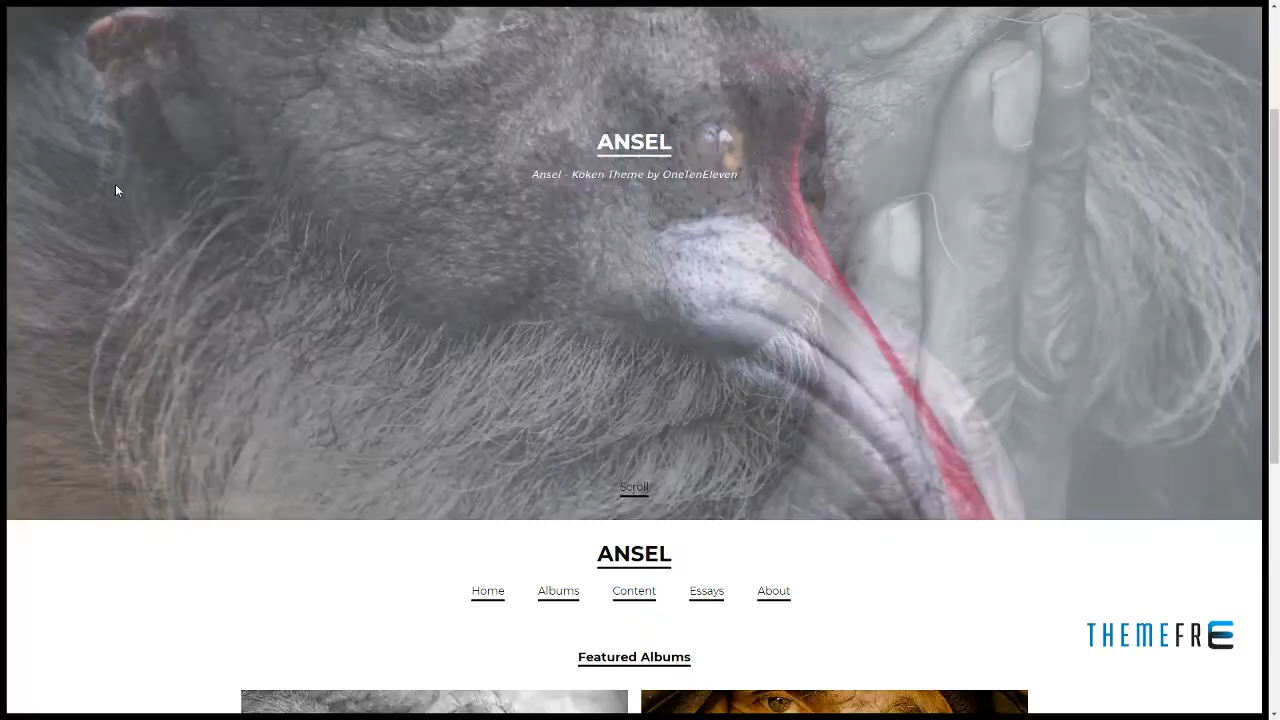 ANSEL
Ansel - Koken Theme by OneTenEleven
Scroll
ANSEL
Home Albums Content Essays About
THEMEFRE
Featured Albums